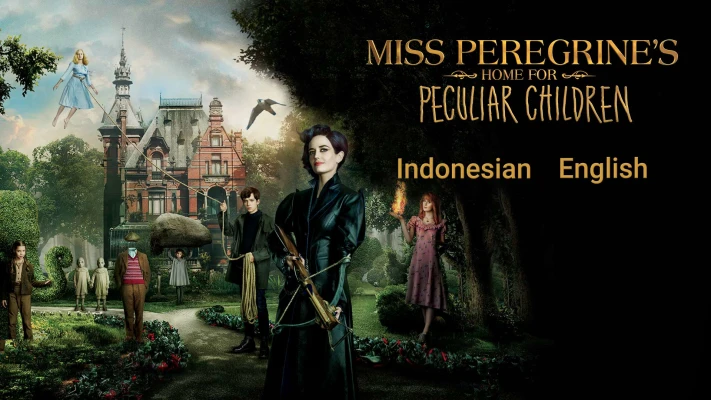 MISS PEREGRINE'S
HOME FOR
PECULIAR CHILDREN
Indonesian English